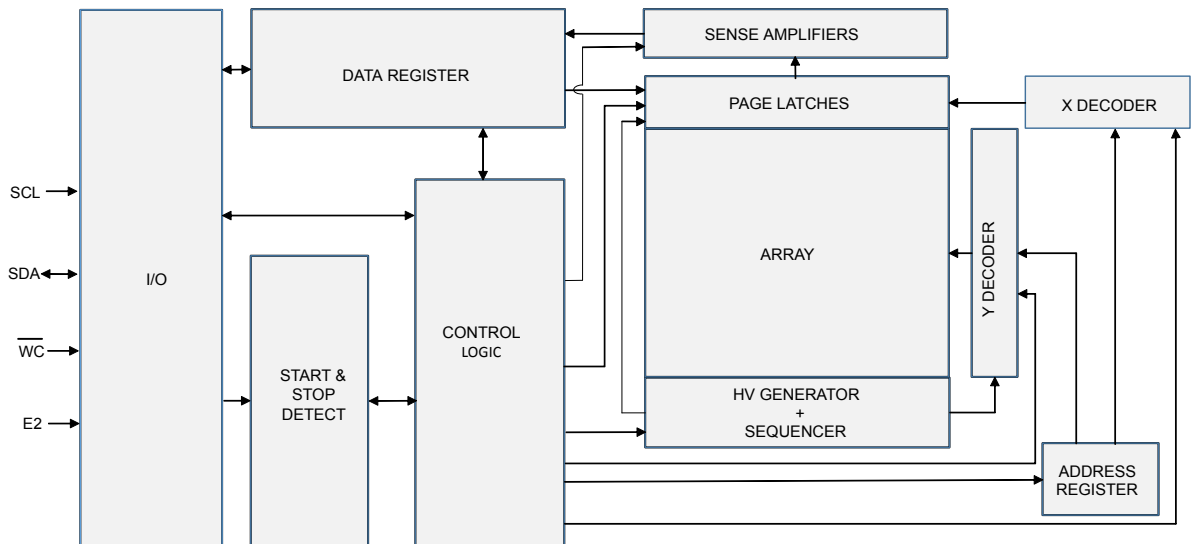 SENSE AMPLIFIERS
DATA REGISTER
PAGE LATCHES
X DECODER
SCL
SDA
I/O
ARRAY
Y DECODER
CONTROL
LOGIC
WC
START &
STOP
DETECT
HV GENERATOR
+
SEQUENCER
E2
ADDRESS
REGISTER